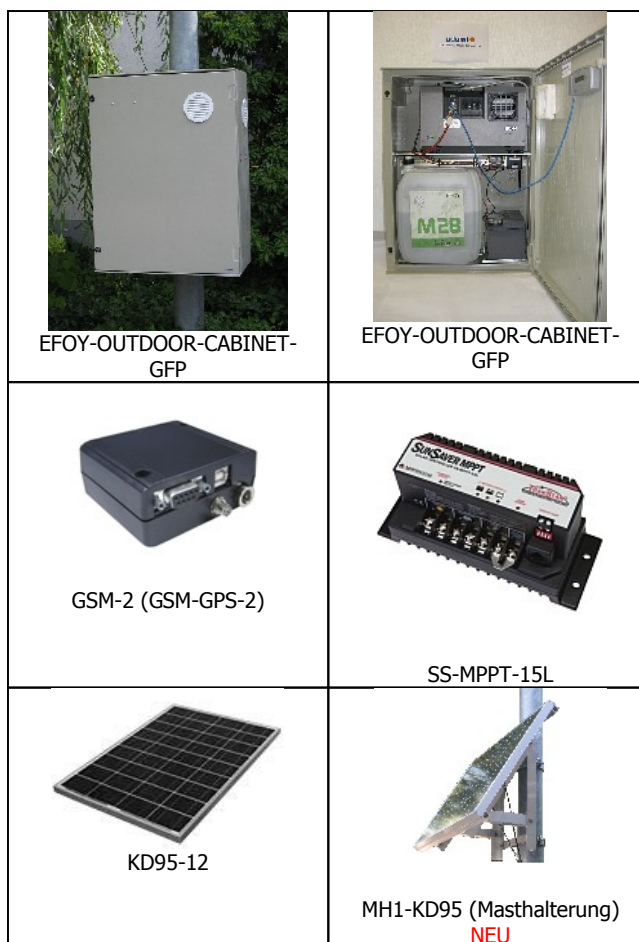 M28
EFOY-OUTDOOR-CABINET-
GFP
EFOY-OUTDOOR-CABINET-
GFP
SUNSAVER MPPT
GSM-2 (GSM-GPS-2)
SS-MPPT-15L
KD95-12
MH1-KD95 (Masthalterung)
NEU